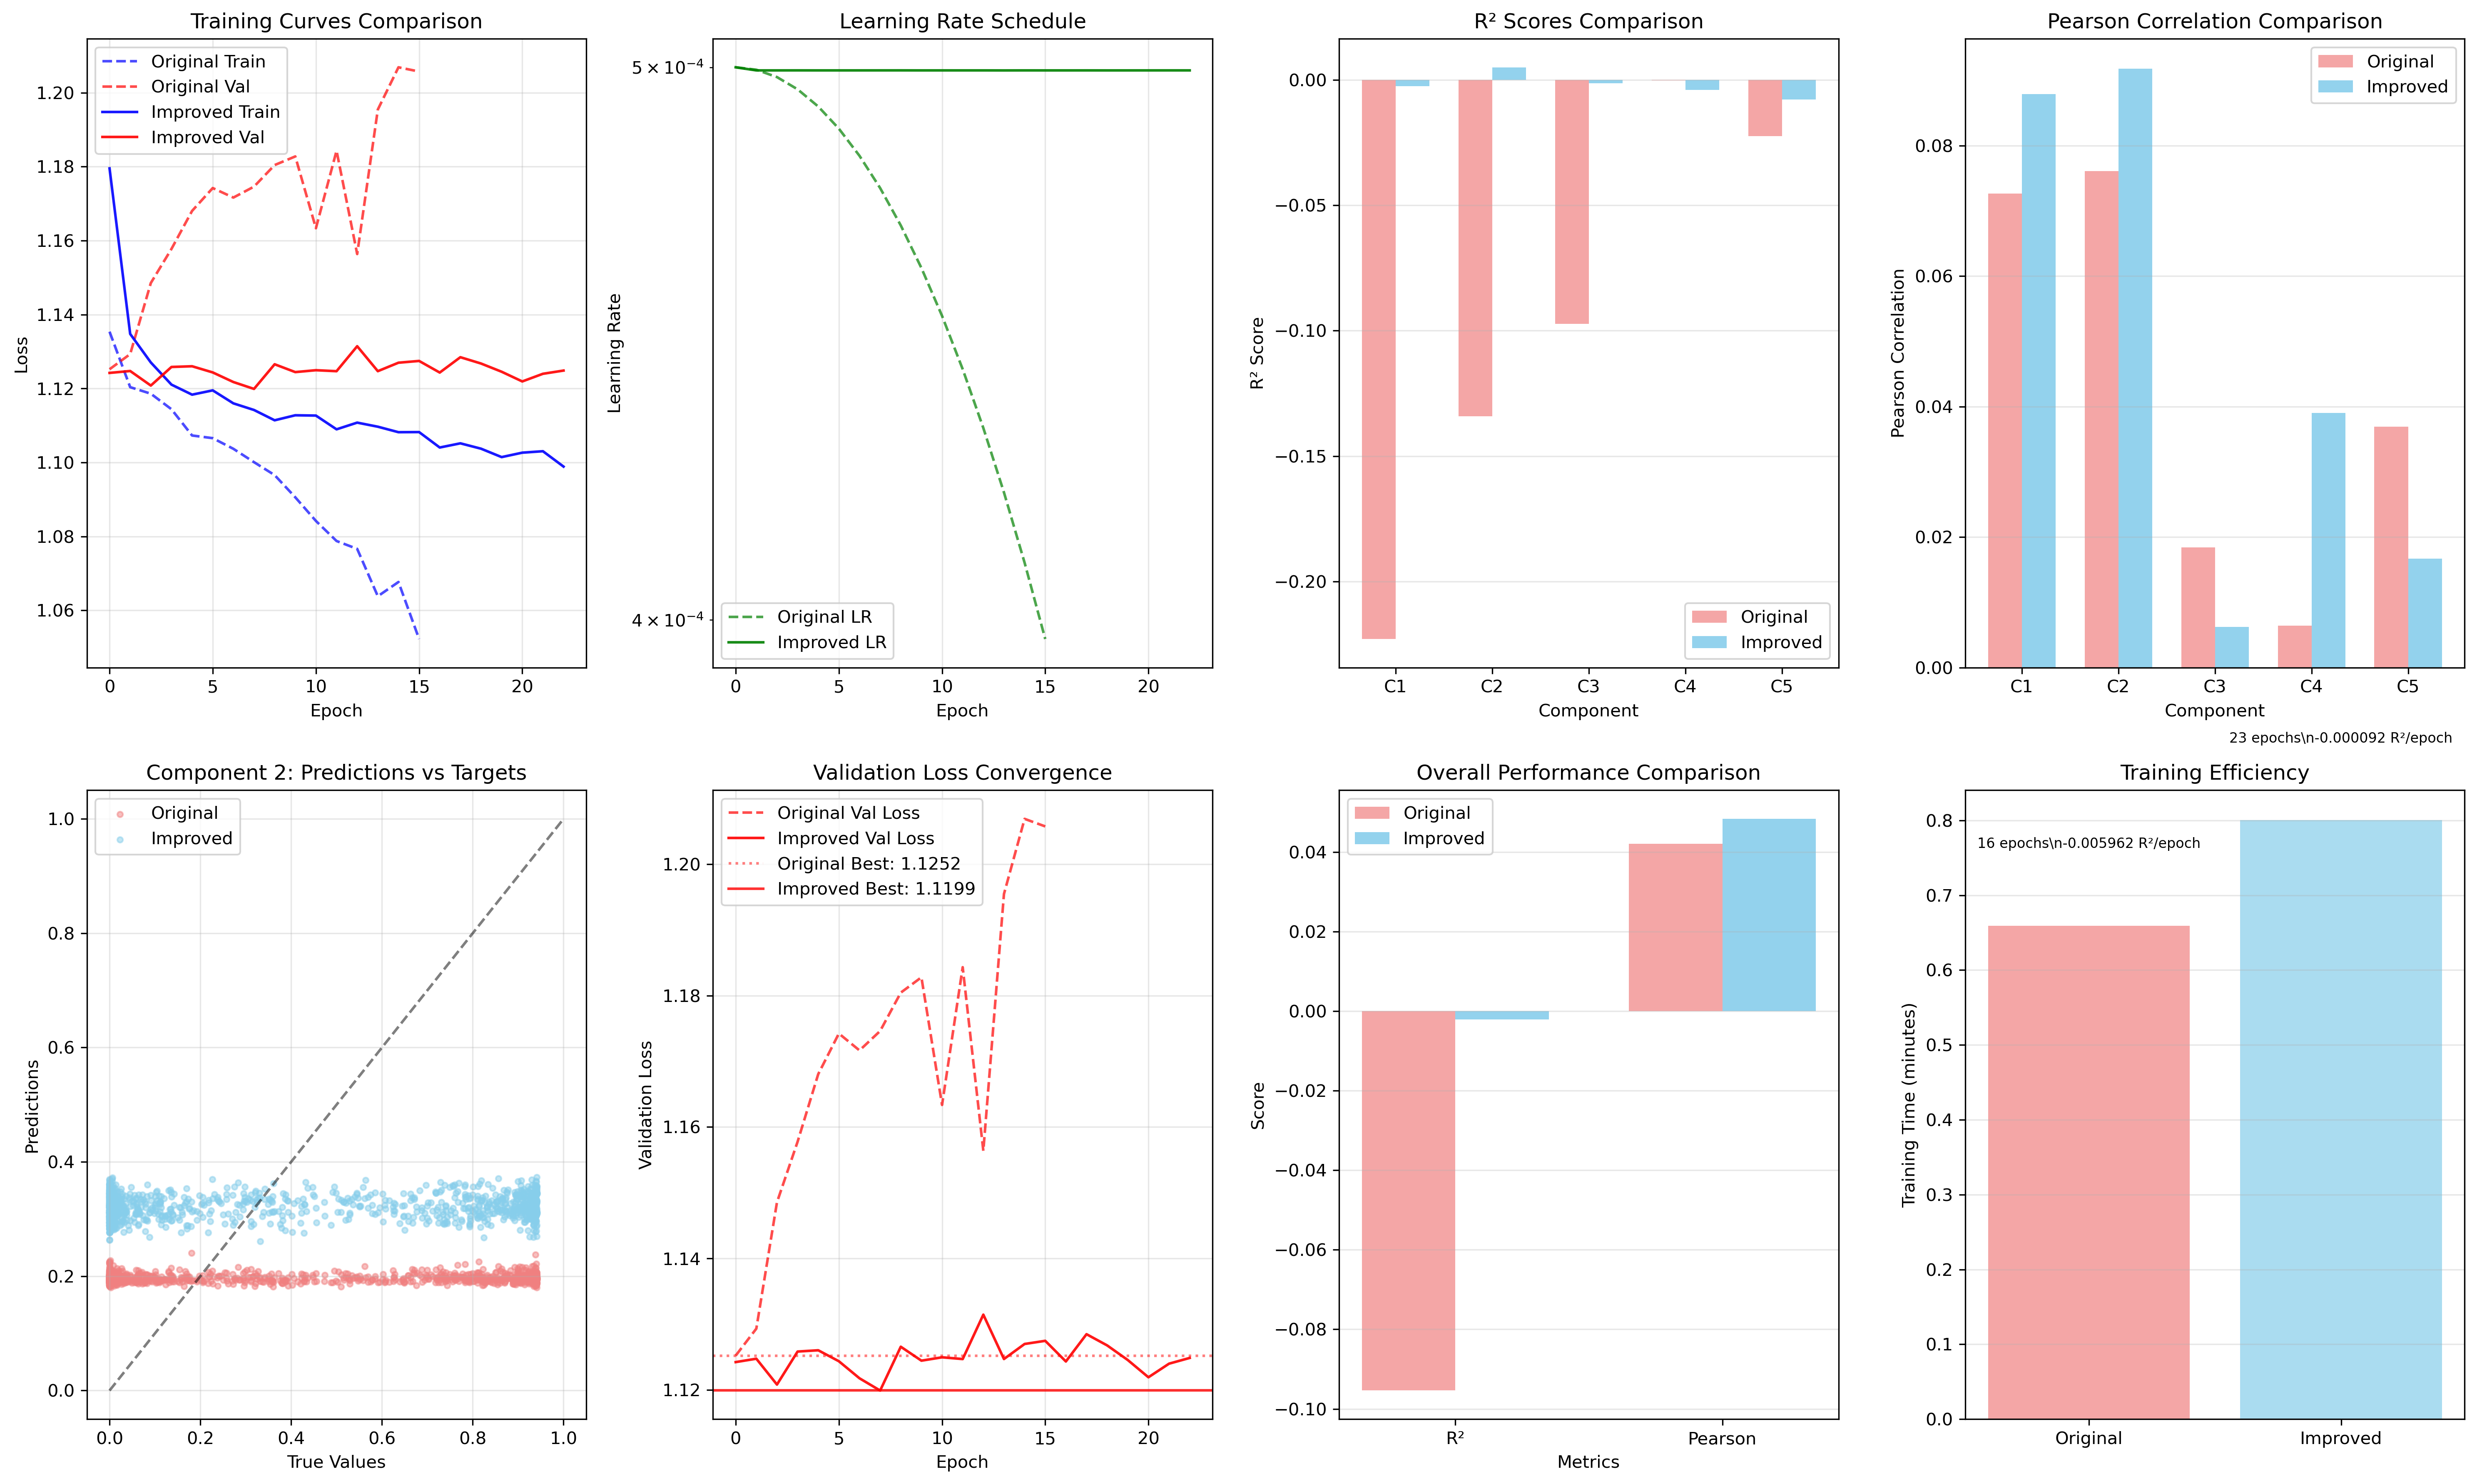 Training Curves Comparison
Original Train
Original Val
Improved Train
Improved Val
1.20
1.18
1.16
1.14
1.12
1.10
1.08
1.06
Loss
0 5 10 15 20
Epoch
Learning Rate Schedule
5 × 10⁻⁴
4 × 10⁻⁴
Learning Rate
Original LR
Improved LR
0 5 10 15 20
Epoch
R² Scores Comparison
0.00
−0.05
−0.10
−0.15
−0.20
R² Score
Original
Improved
C1 C2 C3 C4 C5
Component
Pearson Correlation Comparison
Original
Improved
0.08
0.06
0.04
0.02
0.00
Pearson Correlation
C1 C2 C3 C4 C5
Component
23 epochs\n-0.000092 R²/epoch
Component 2: Predictions vs Targets
Original
Improved
1.0
0.8
0.6
0.4
0.2
0.0
Predictions
0.0 0.2 0.4 0.6 0.8 1.0
True Values
Validation Loss Convergence
Original Val Loss
Improved Val Loss
Original Best: 1.1252
Improved Best: 1.1199
1.20
1.18
1.16
1.14
1.12
Validation Loss
0 5 10 15 20
Epoch
Overall Performance Comparison
Original
Improved
0.04
0.02
0.00
−0.02
−0.04
−0.06
−0.08
−0.10
Score
R² Pearson
Metrics
Training Efficiency
16 epochs\n-0.005962 R²/epoch
0.8
0.7
0.6
0.5
0.4
0.3
0.2
0.1
0.0
Training Time (minutes)
Original Improved